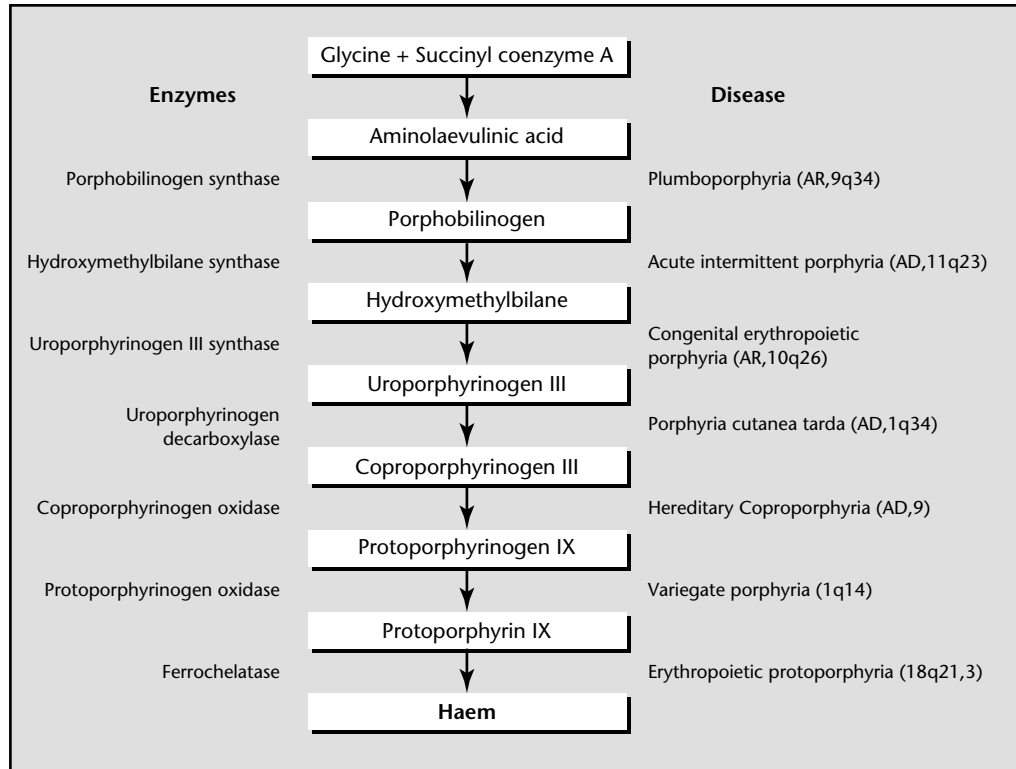 Glycine + Succinyl coenzyme A
Enzymes
Disease
Aminolaevulinic acid
Porphobilinogen synthase
Plumboporphyria (AR,9q34)
Porphobilinogen
Hydroxymethylbilane synthase
Acute intermittent porphyria (AD,11q23)
Hydroxymethylbilane
Uroporphyrinogen III synthase
Congenital erythropoietic
porphyria (AR,10q26)
Uroporphyrinogen III
Uroporphyrinogen
decarboxylase
Porphyria cutanea tarda (AD,1q34)
Coproporphyrinogen III
Coproporphyrinogen oxidase
Hereditary Coproporphyria (AD,9)
Protoporphyrinogen IX
Protoporphyrinogen oxidase
Variegate porphyria (1q14)
Protoporphyrin IX
Ferrochelatase
Erythropoietic protoporphyria (18q21,3)
Haem